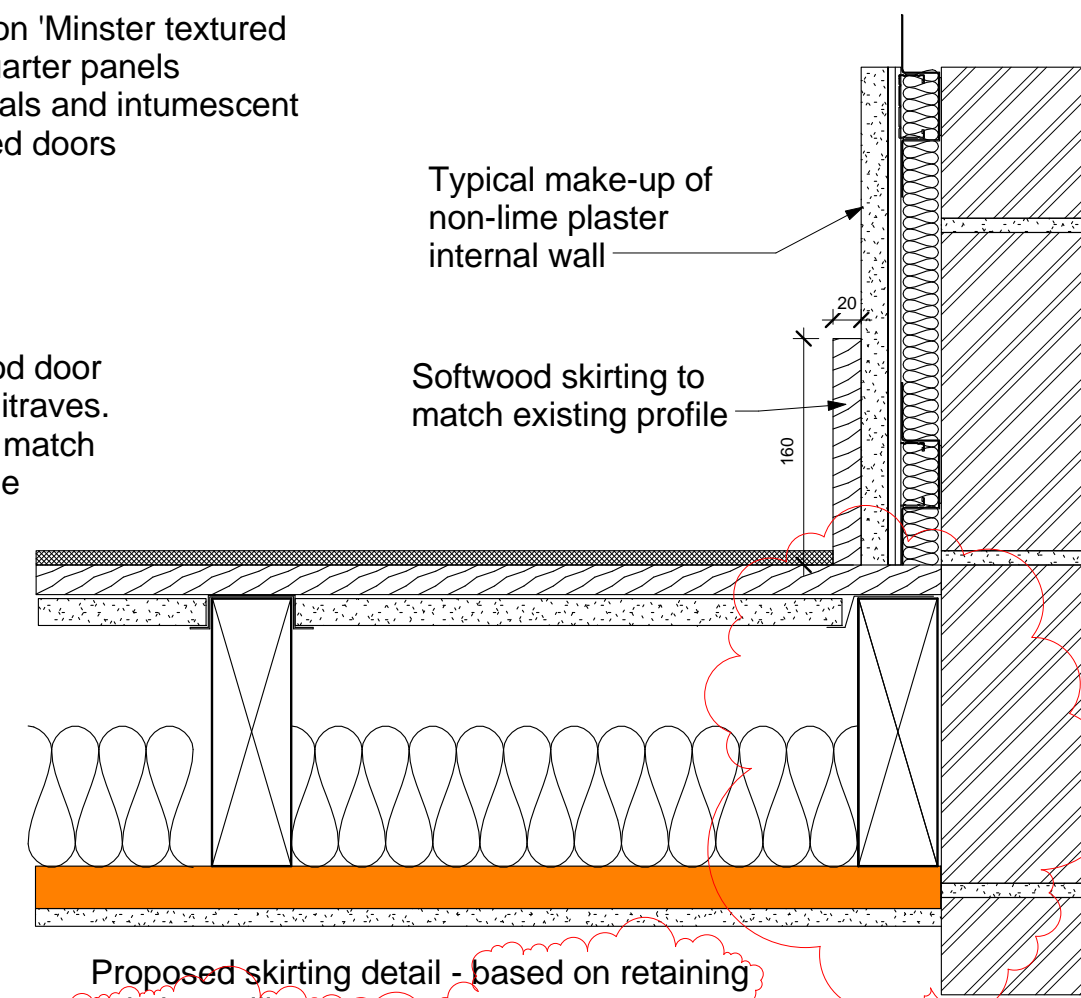 on 'Minster textured
arter panels
als and intumescent
ed doors
Typical make-up of
non-lime plaster
internal wall
20
od door
itraves.
match
e
Softwood skirting to
match existing profile
160
Proposed skirting detail - based on retaining